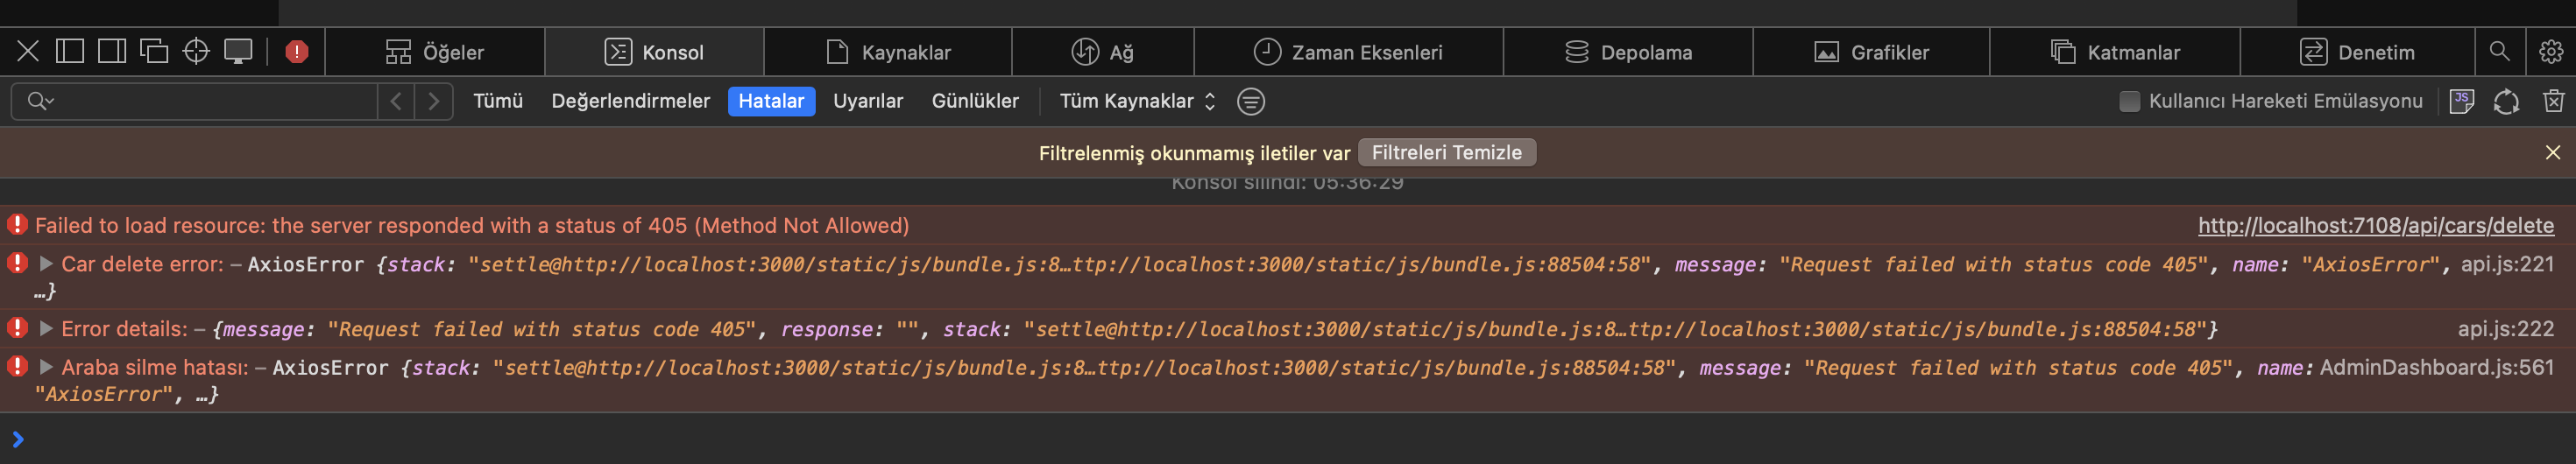 Öğeler Konsol Kaynaklar Ağ Zaman Eksenleri Depolama Grafikler Katmanlar Denetim
Tümü Değerlendirmeler Hatalar Uyarılar Günlükler Tüm Kaynaklar Kullanıcı Hareketi Emülasyonu
Filtrelenmiş okunmamış iletiler var Filtreleri Temizle
Konsol silindi: 05:36:29
Failed to load resource: the server responded with a status of 405 (Method Not Allowed) http://localhost:7108/api/cars/delete
Car delete error: – AxiosError {stack: "settle@http://localhost:3000/static/js/bundle.js:8…ttp://localhost:3000/static/js/bundle.js:88504:58", message: "Request failed with status code 405", name: "AxiosError", api.js:221
…}
Error details: – {message: "Request failed with status code 405", response: "", stack: "settle@http://localhost:3000/static/js/bundle.js:8…ttp://localhost:3000/static/js/bundle.js:88504:58"} api.js:222
Araba silme hatası: – AxiosError {stack: "settle@http://localhost:3000/static/js/bundle.js:8…ttp://localhost:3000/static/js/bundle.js:88504:58", message: "Request failed with status code 405", name: AdminDashboard.js:561
"AxiosError", …}